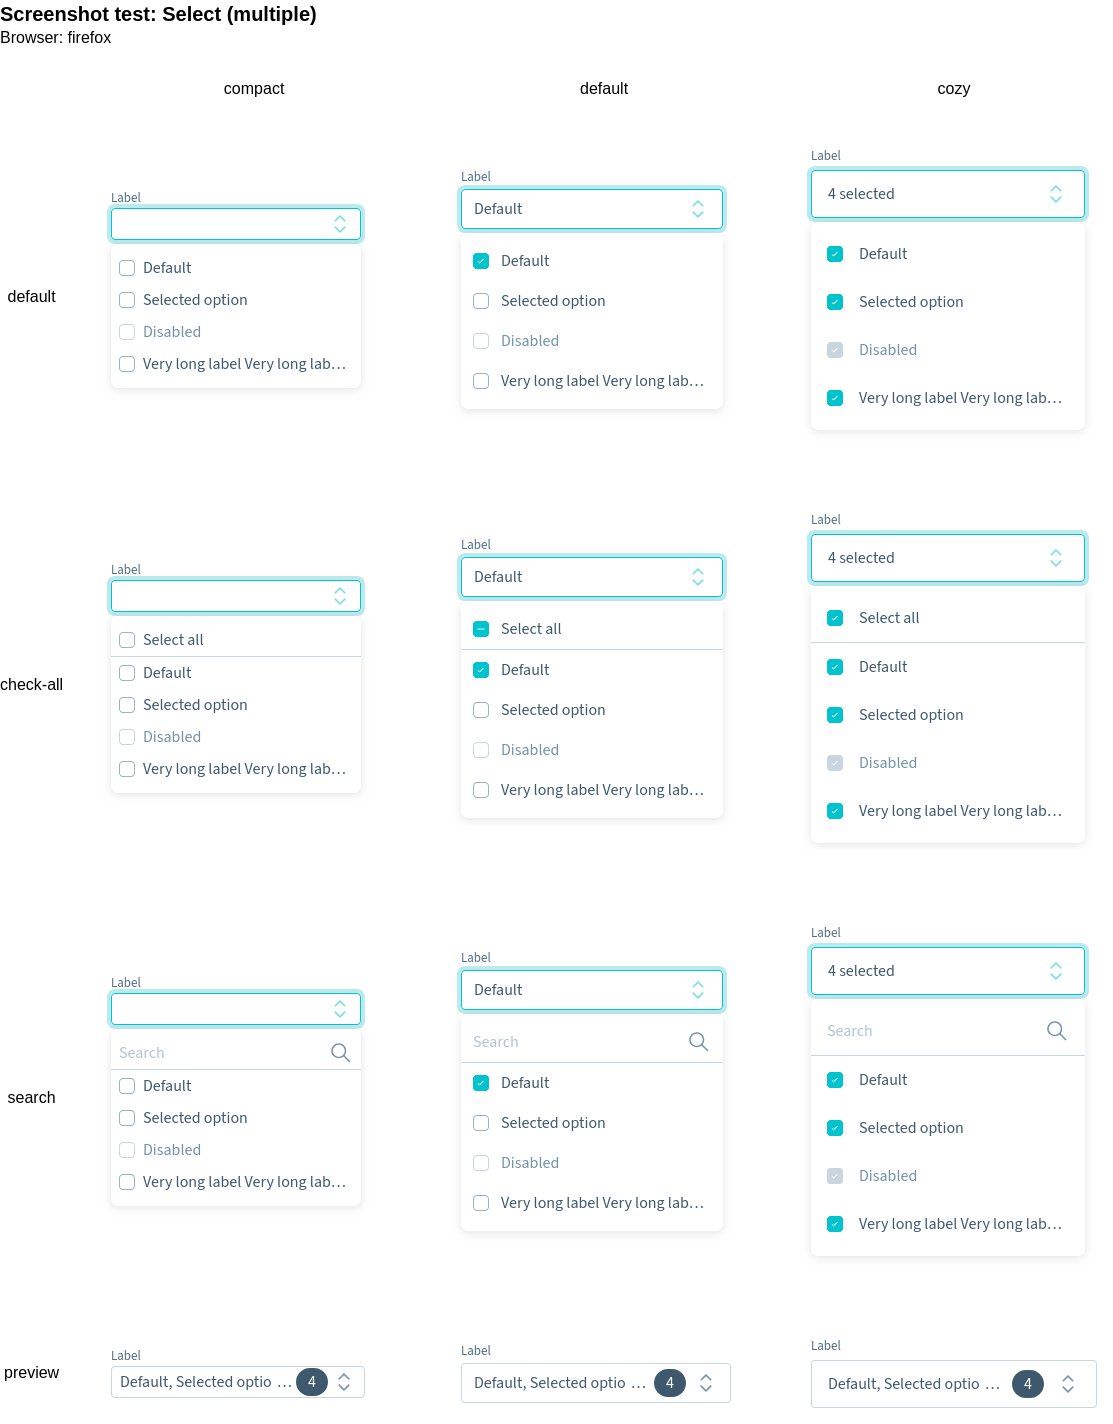 Screenshot test: Select (multiple)
Browser: firefox
compact
default
cozy
default
Label
Default
Selected option
Disabled
Very long label Very long lab…
Label
Default
Default
Selected option
Disabled
Very long label Very long lab…
Label
4 selected
Default
Selected option
Disabled
Very long label Very long lab…
check-all
Label
Select all
Default
Selected option
Disabled
Very long label Very long lab…
Label
Default
Select all
Default
Selected option
Disabled
Very long label Very long lab…
Label
4 selected
Select all
Default
Selected option
Disabled
Very long label Very long lab…
search
Label
Search
Default
Selected option
Disabled
Very long label Very long lab…
Label
Default
Search
Default
Selected option
Disabled
Very long label Very long lab…
Label
4 selected
Search
Default
Selected option
Disabled
Very long label Very long lab…
preview
Label
Default, Selected optio … 4
Label
Default, Selected optio … 4
Label
Default, Selected optio … 4